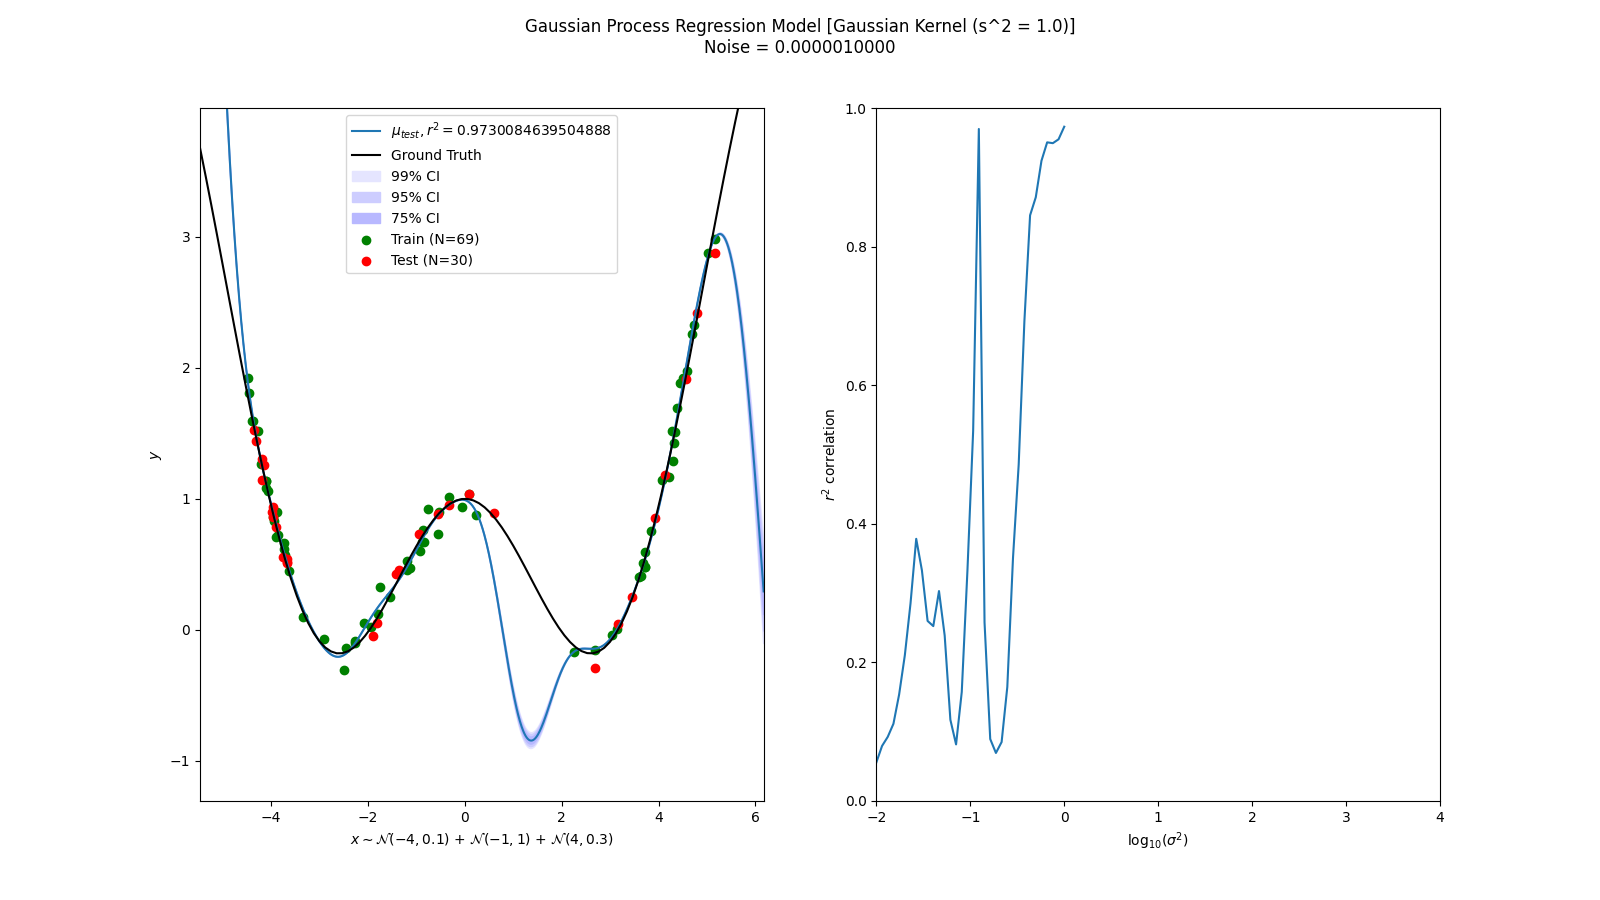 Gaussian Process Regression Model [Gaussian Kernel (s^2 = 1.0)]
Noise = 0.0000010000
μ_test, r² = 0.9730084639504888
Ground Truth
99% CI
95% CI
75% CI
Train (N=69)
Test (N=30)
3
2
1
0
−1
y
−4 −2 0 2 4 6
x ∼ 𝒩(−4, 0.1) + 𝒩(−1, 1) + 𝒩(4, 0.3)
1.0
0.8
0.6
0.4
0.2
0.0
r² correlation
−2 −1 0 1 2 3 4
log₁₀(σ²)